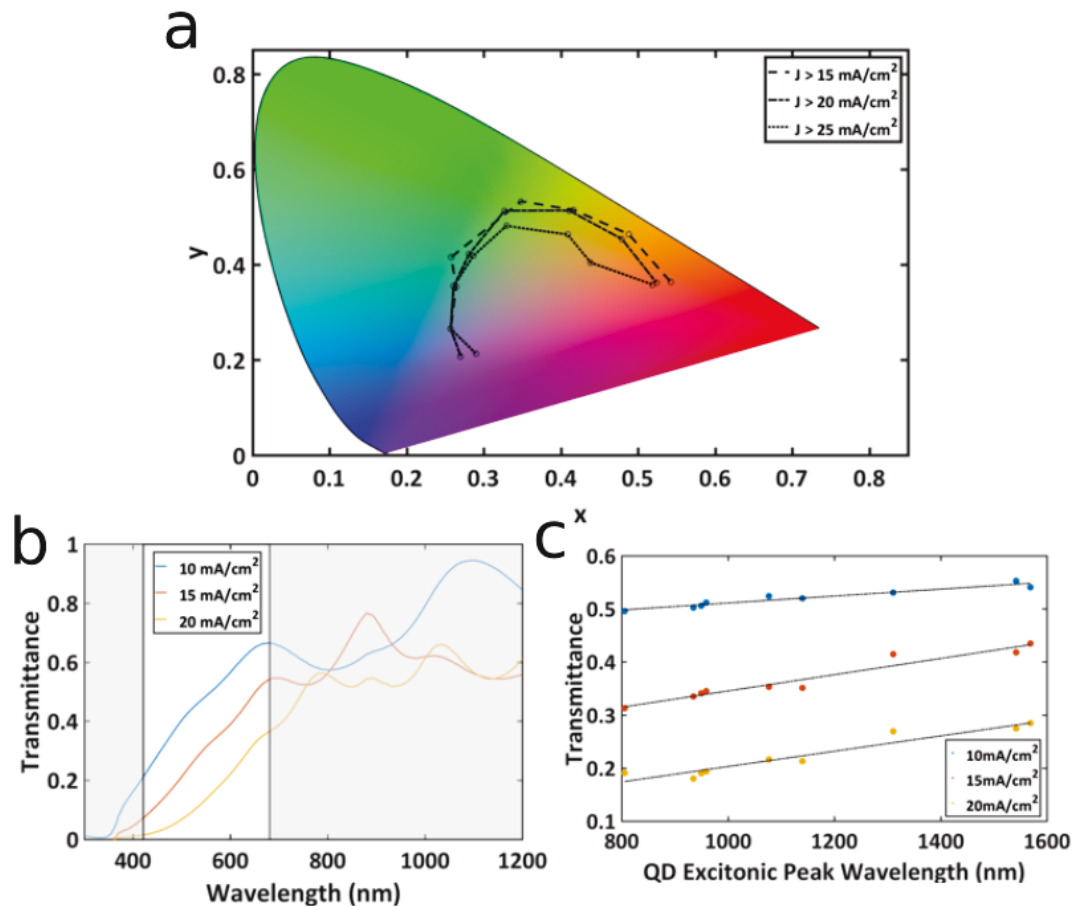 a
0.8
0.6
0.4
0.2
0
y
J > 15 mA/cm²
J > 20 mA/cm²
J > 25 mA/cm²
0 0.1 0.2 0.3 0.4 0.5 0.6 0.7 0.8
x
b
1
0.8
0.6
0.4
0.2
0
Transmittance
10 mA/cm²
15 mA/cm²
20 mA/cm²
400 600 800 1000 1200
Wavelength (nm)
c
0.6
0.5
0.4
0.3
0.2
0.1
Transmittance
10mA/cm²
15mA/cm²
20mA/cm²
800 1000 1200 1400 1600
QD Excitonic Peak Wavelength (nm)